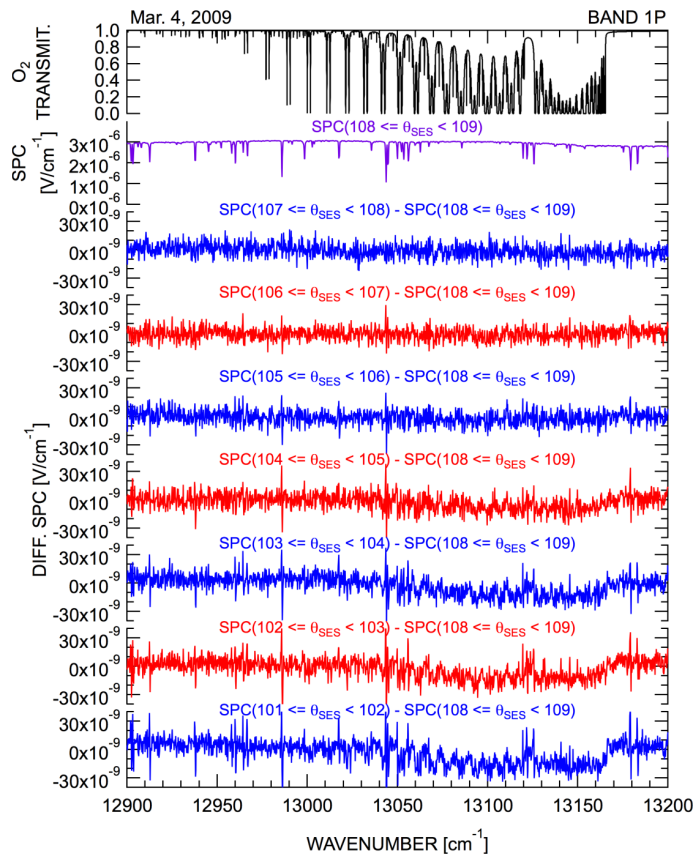 Mar. 4, 2009 BAND 1P
O2 TRANSMIT.
1.0
0.8
0.6
0.4
0.2
0.0
SPC(108 <= θSES < 109)
SPC [V/cm-1]
3x10-6
2x10-6
1x10-6
0x10-6
SPC(107 <= θSES < 108) - SPC(108 <= θSES < 109)
30x10-9
0x10-9
-30x10-9
SPC(106 <= θSES < 107) - SPC(108 <= θSES < 109)
30x10-9
0x10-9
-30x10-9
SPC(105 <= θSES < 106) - SPC(108 <= θSES < 109)
30x10-9
0x10-9
-30x10-9
DIFF. SPC [V/cm-1]
SPC(104 <= θSES < 105) - SPC(108 <= θSES < 109)
30x10-9
0x10-9
-30x10-9
SPC(103 <= θSES < 104) - SPC(108 <= θSES < 109)
30x10-9
0x10-9
-30x10-9
SPC(102 <= θSES < 103) - SPC(108 <= θSES < 109)
30x10-9
0x10-9
-30x10-9
SPC(101 <= θSES < 102) - SPC(108 <= θSES < 109)
30x10-9
0x10-9
-30x10-9
12900 12950 13000 13050 13100 13150 13200
WAVENUMBER [cm-1]